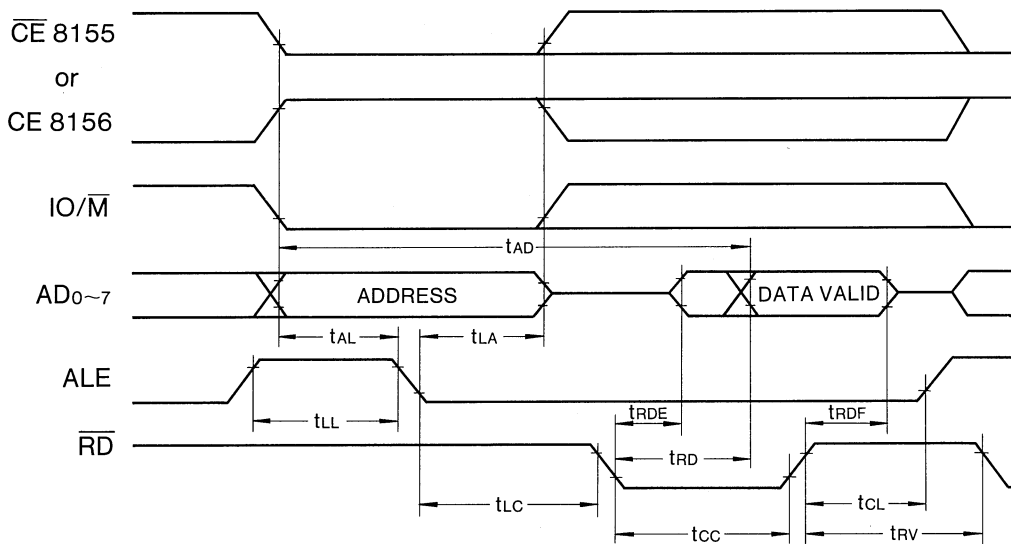 CE 8155
or
CE 8156
IO/M
tAD
AD0~7
ADDRESS
DATA VALID
tAL
tLA
ALE
tLL
tRDE
tRDF
RD
tRD
tLC
tCL
tCC
tRV